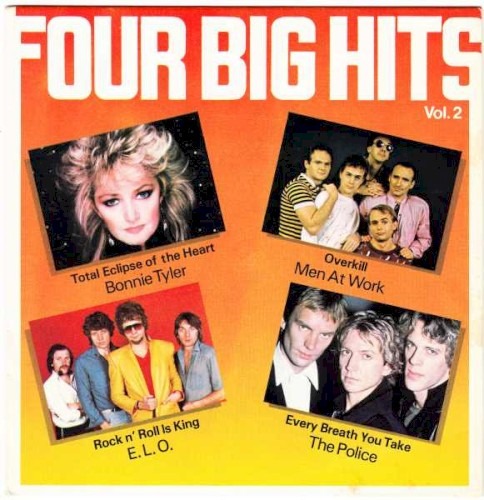 FOUR BIG HITS
Vol. 2
Total Eclipse of the Heart
Bonnie Tyler
Overkill
Men At Work
Rock n' Roll Is King
E.L.O.
Every Breath You Take
The Police